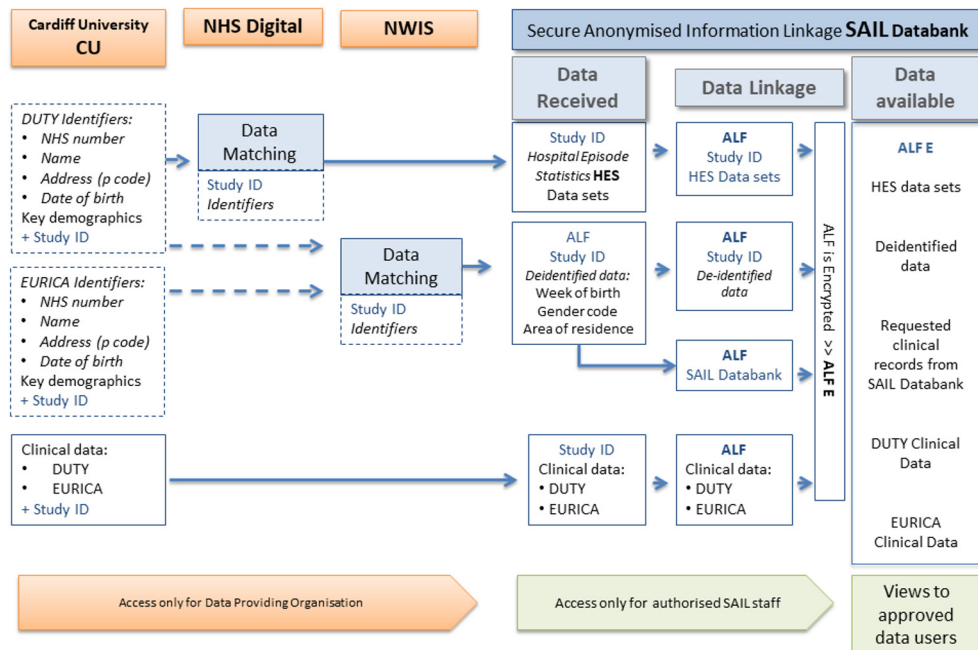 Cardiff University
CU
NHS Digital
NWIS
Secure Anonymised Information Linkage SAIL Databank
Data
Received
Data Linkage
Data
available
DUTY Identifiers:
• NHS number
• Name
• Address (p code)
• Date of birth
Key demographics
+ Study ID
Data
Matching
Study ID
Identifiers
Study ID
Hospital Episode
Statistics HES
Data sets
ALF
Study ID
HES Data sets
EURICA Identifiers:
• NHS number
• Name
• Address (p code)
• Date of birth
Key demographics
+ Study ID
Data
Matching
Study ID
Identifiers
ALF
Study ID
Deidentified data:
Week of birth
Gender code
Area of residence
ALF
Study ID
De-identified
data
ALF
SAIL Databank
Clinical data:
• DUTY
• EURICA
+ Study ID
Study ID
Clinical data:
• DUTY
• EURICA
ALF
Clinical data:
• DUTY
• EURICA
ALF is Encrypted >> ALF E
ALF E
HES data sets
Deidentified
data
Requested
clinical
records from
SAIL Databank
DUTY Clinical
Data
EURICA
Clinical Data
Access only for Data Providing Organisation
Access only for authorised SAIL staff
Views to
approved
data users